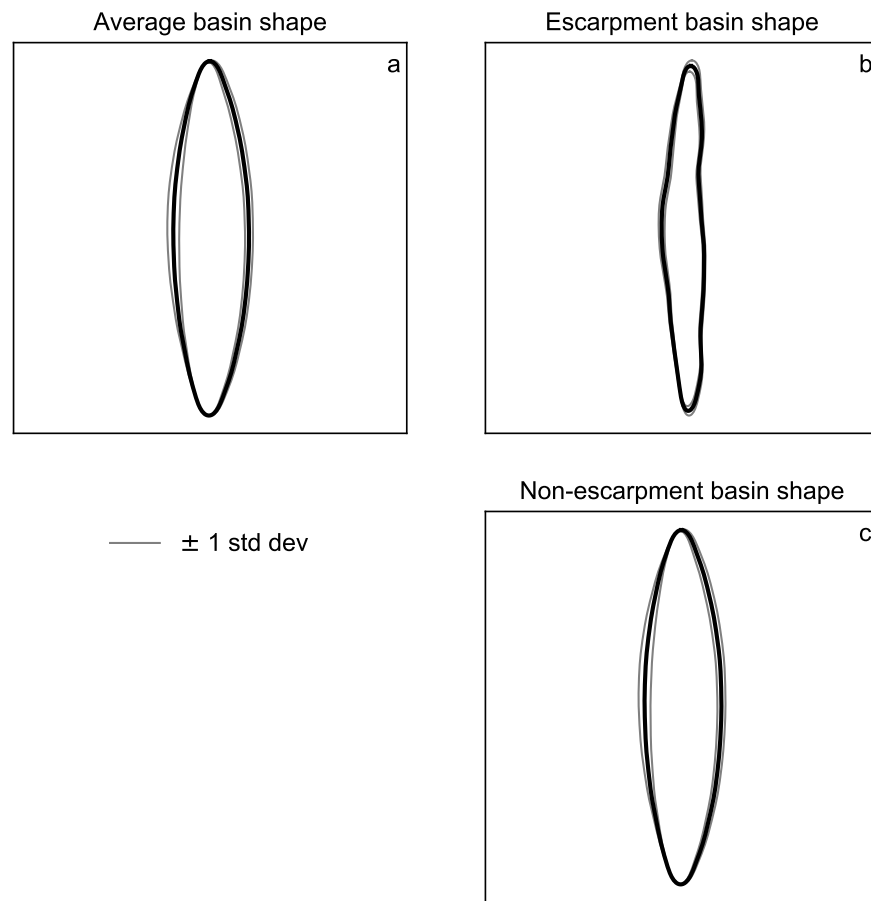 Average basin shape
a
Escarpment basin shape
b
± 1 std dev
Non-escarpment basin shape
c